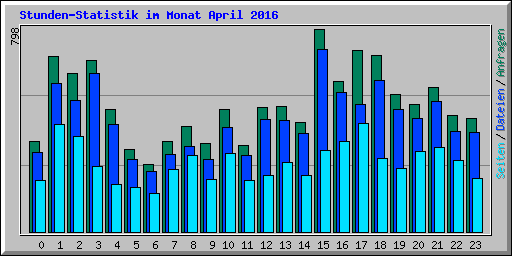 Stunden-Statistik im Monat April 2016
798
Seiten / Dateien / Anfragen
0 1 2 3 4 5 6 7 8 9 10 11 12 13 14 15 16 17 18 19 20 21 22 23